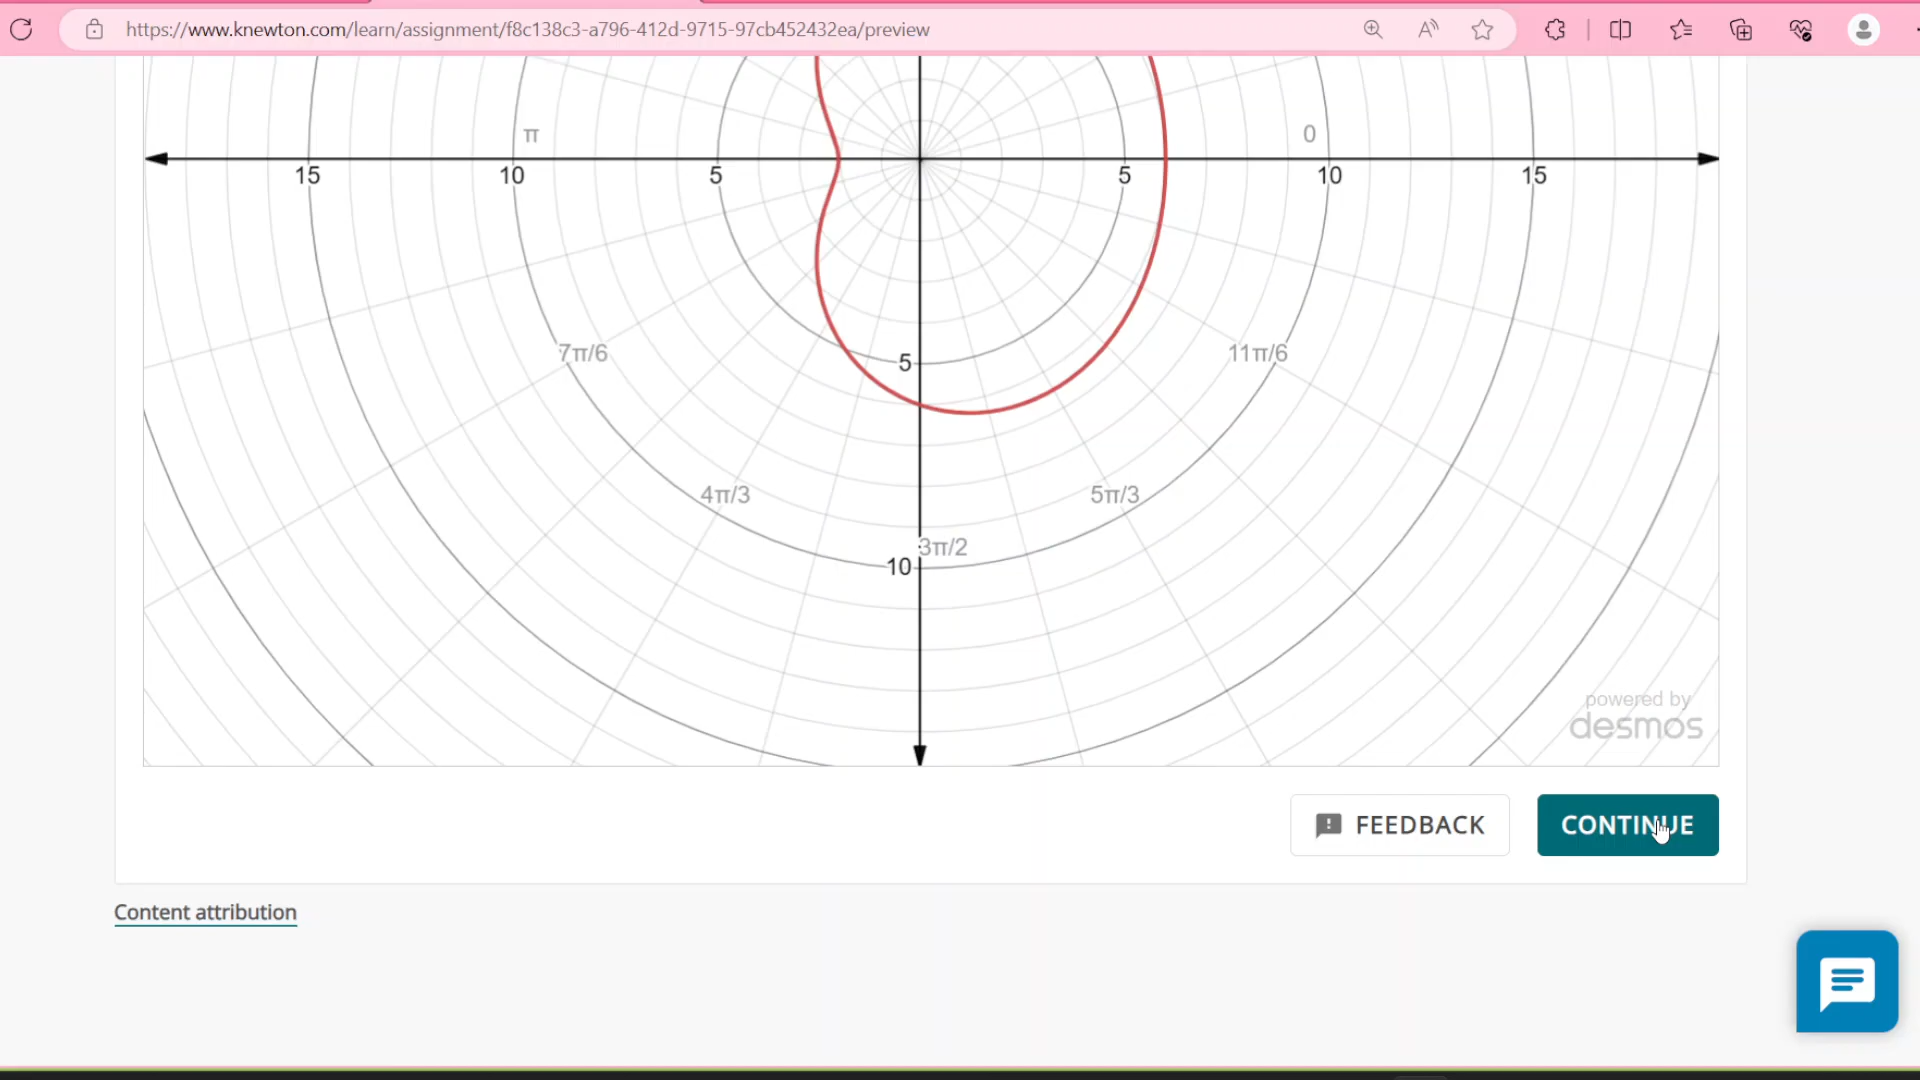 https://www.knewton.com/learn/assignment/f8c138c3-a796-412d-9715-97cb452432ea/preview
π 0
15 10 5 5 10 15
7π/6 5 11π/6
4π/3 5π/3
3π/2
10
powered by
desmos
FEEDBACK CONTINUE
Content attribution